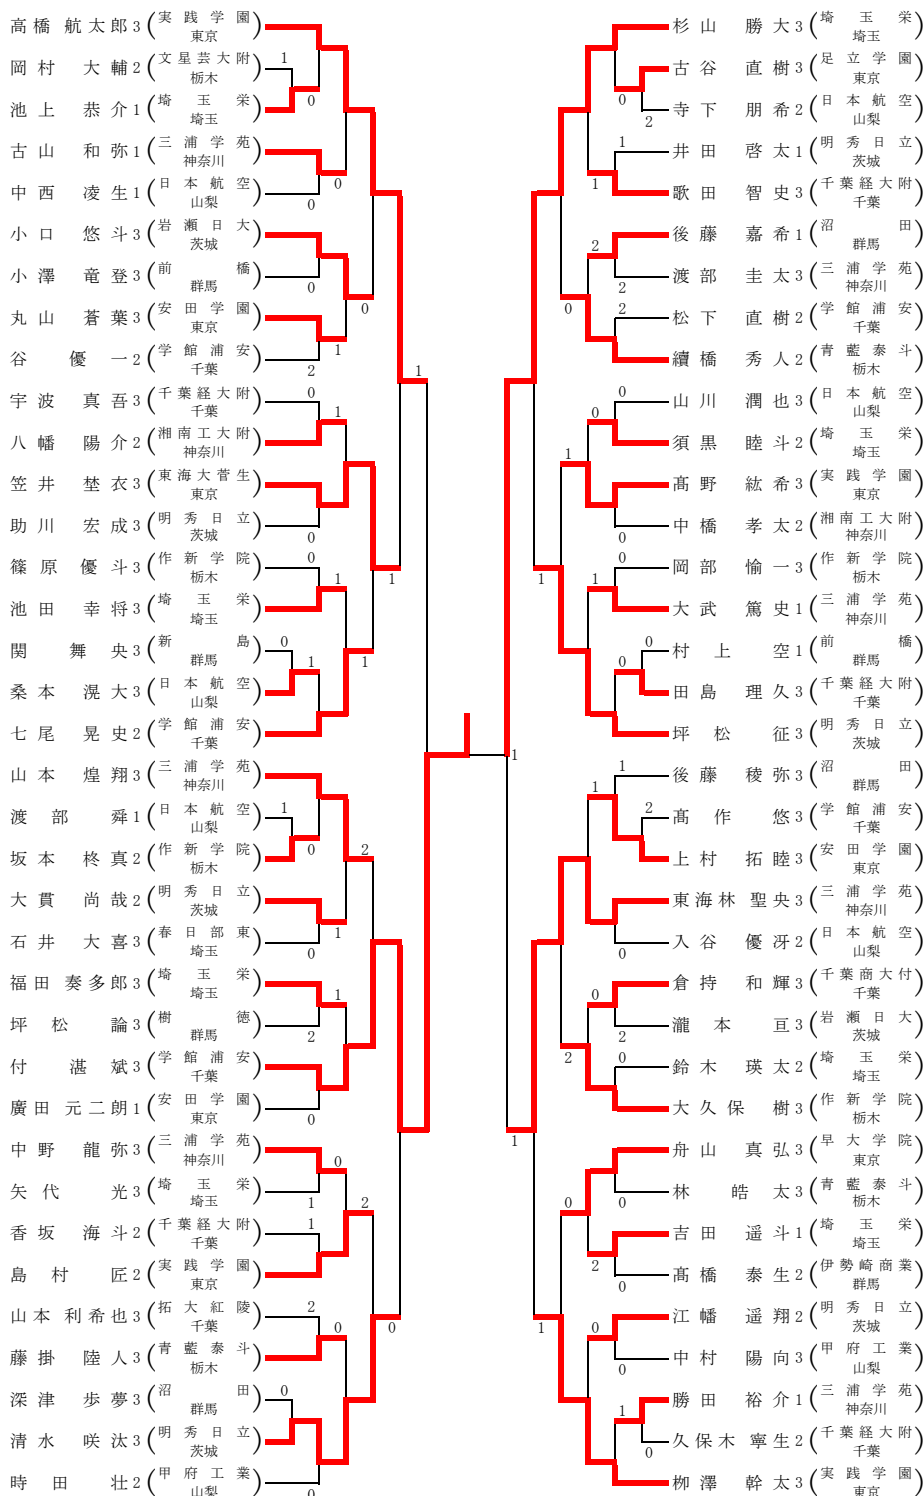 高橋 航太郎 3 (実践学園 東京)
岡村 大輔 2 (文星芸大附 栃木)
池上 恭介 1 (埼玉栄 埼玉)
古山 和弥 1 (三浦学苑 神奈川)
中西 凌生 1 (日本航空 山梨)
小口 悠斗 3 (岩瀬日大 茨城)
小澤 竜登 3 (前橋 群馬)
丸山 蒼葉 3 (安田学園 東京)
谷 優一 2 (学館浦安 千葉)
宇波 真吾 3 (千葉経大附 千葉)
八幡 陽介 2 (湘南工大附 神奈川)
笠井 埜衣 3 (東海大菅生 東京)
助川 宏成 3 (明秀日立 茨城)
篠原 優斗 3 (作新学院 栃木)
池田 幸将 3 (埼玉栄 埼玉)
関 舞央 3 (新島 群馬)
桑本 滉大 3 (日本航空 山梨)
七尾 晃史 2 (学館浦安 千葉)
山本 煌翔 3 (三浦学苑 神奈川)
渡部 舜 1 (日本航空 山梨)
坂本 柊真 2 (作新学院 栃木)
大貫 尚哉 2 (明秀日立 茨城)
石井 大喜 3 (春日部東 埼玉)
福田 奏多郎 3 (埼玉栄 埼玉)
坪松 論 3 (樹徳 群馬)
付 湛斌 3 (学館浦安 千葉)
廣田 元二朗 1 (安田学園 東京)
中野 龍弥 3 (三浦学苑 神奈川)
矢代 光 3 (埼玉栄 埼玉)
香坂 海斗 2 (千葉経大附 千葉)
島村 匠 2 (実践学園 東京)
山本 利希也 3 (拓大紅陵 千葉)
藤掛 陸人 3 (青藍泰斗 栃木)
深津 歩夢 3 (沼田 群馬)
清水 咲汰 3 (明秀日立 茨城)
時田 壮 2 (甲府工業 山梨)
杉山 勝大 3 (埼玉栄 埼玉)
古谷 直樹 3 (足立学園 東京)
寺下 朋希 2 (日本航空 山梨)
井田 啓太 1 (明秀日立 茨城)
歌田 智史 3 (千葉経大附 千葉)
後藤 嘉希 1 (沼田 群馬)
渡部 圭太 3 (三浦学苑 神奈川)
松下 直樹 2 (学館浦安 千葉)
續橋 秀人 2 (青藍泰斗 栃木)
山川 潤也 3 (日本航空 山梨)
須黒 睦斗 2 (埼玉栄 埼玉)
髙野 紘希 3 (実践学園 東京)
中橋 孝太 2 (湘南工大附 神奈川)
岡部 愉一 3 (作新学院 栃木)
大武 篤史 1 (三浦学苑 神奈川)
村上 空 1 (前橋 群馬)
田島 理久 3 (千葉経大附 千葉)
坪松 征 3 (明秀日立 茨城)
後藤 稜弥 3 (沼田 群馬)
髙作 悠 3 (学館浦安 千葉)
上村 拓睦 3 (安田学園 東京)
東海林 聖央 3 (三浦学苑 神奈川)
入谷 優冴 2 (日本航空 山梨)
倉持 和輝 3 (千葉商大付 千葉)
瀧本 亘 3 (岩瀬日大 茨城)
鈴木 瑛太 2 (埼玉栄 埼玉)
大久保 樹 3 (作新学院 栃木)
舟山 真弘 3 (早大学院 東京)
林 皓太 3 (青藍泰斗 栃木)
吉田 遥斗 1 (埼玉栄 埼玉)
髙橋 泰生 2 (伊勢崎商業 群馬)
江幡 遥翔 2 (明秀日立 茨城)
中村 陽向 3 (甲府工業 山梨)
勝田 裕介 1 (三浦学苑 神奈川)
久保木 寧生 2 (千葉経大附 千葉)
栁澤 幹太 3 (実践学園 東京)